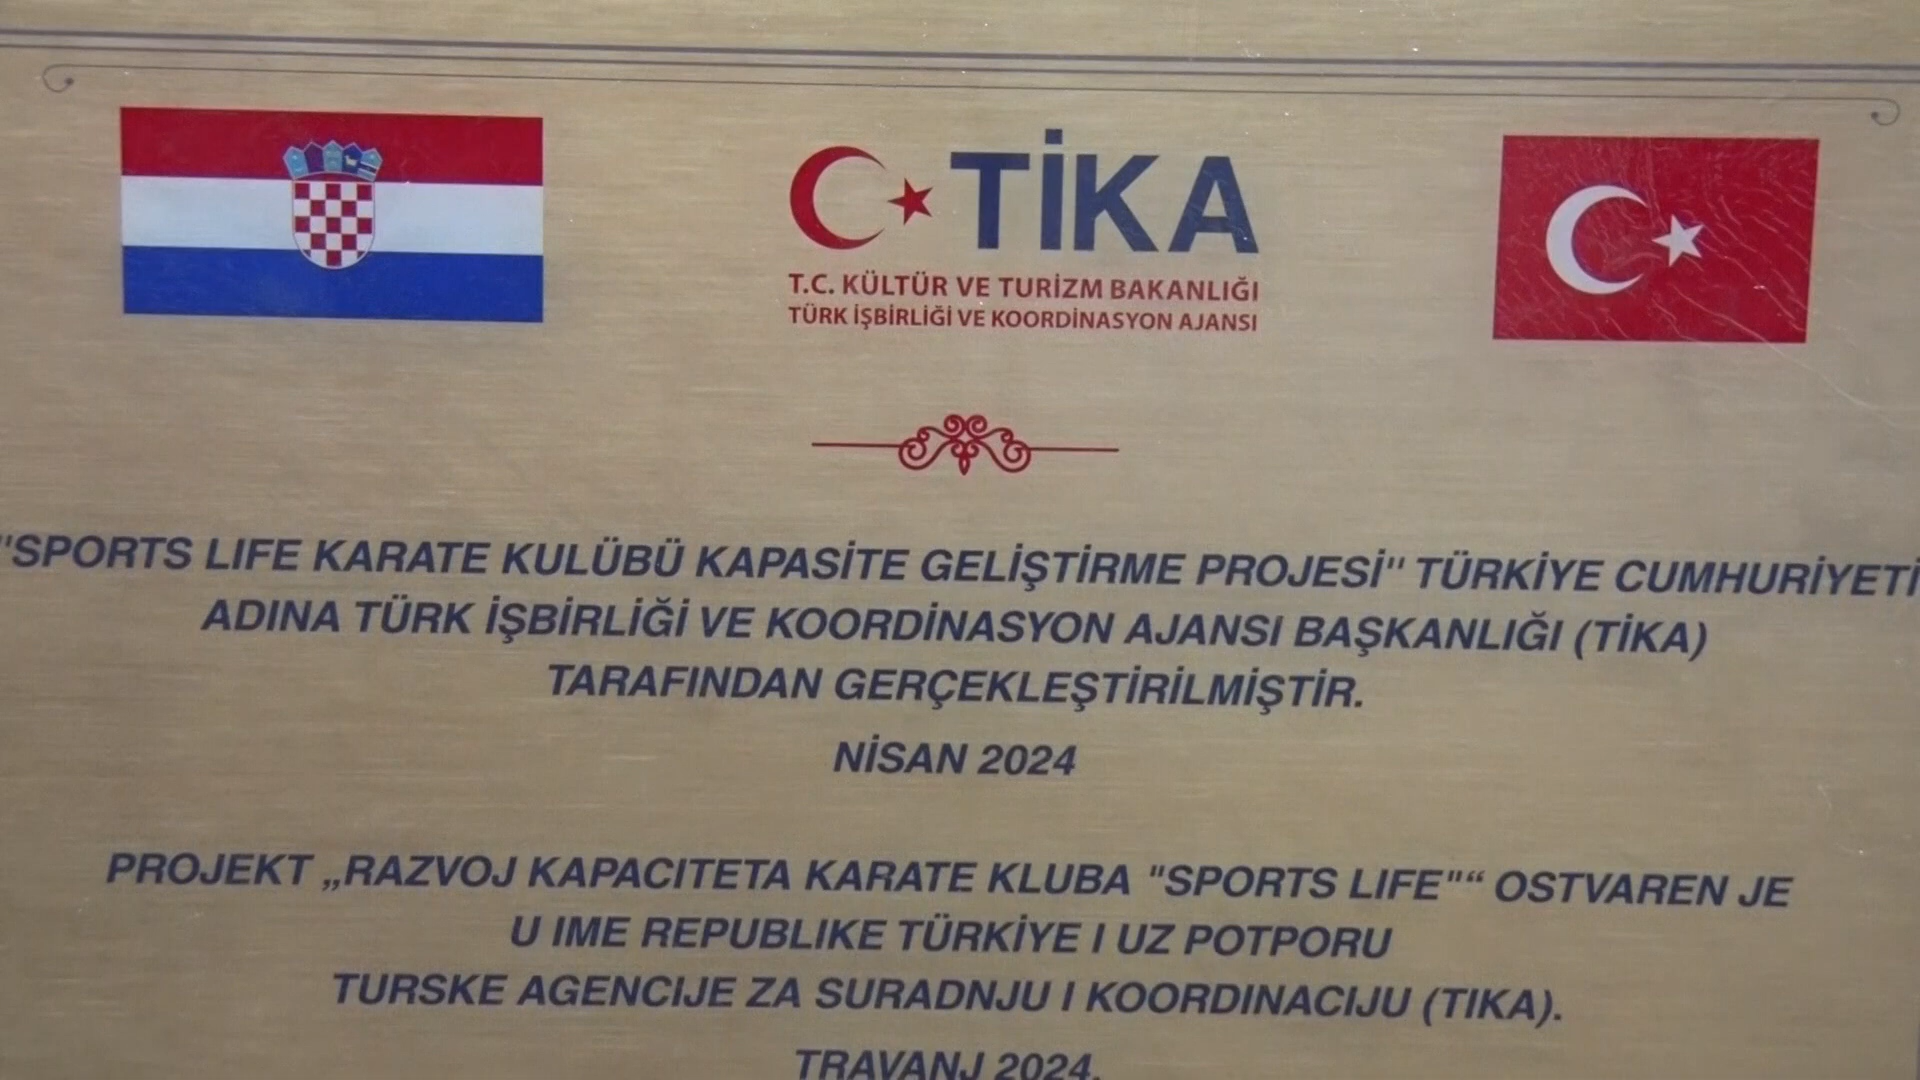 TİKA
T.C. KÜLTÜR VE TURİZM BAKANLIĞI
TÜRK İŞBİRLİĞİ VE KOORDİNASYON AJANSI
"SPORTS LIFE KARATE KULÜBÜ KAPASİTE GELİŞTİRME PROJESİ" TÜRKİYE CUMHURİYETİ
ADINA TÜRK İŞBİRLİĞİ VE KOORDİNASYON AJANSI BAŞKANLIĞI (TİKA)
TARAFINDAN GERÇEKLEŞTİRİLMİŞTİR.
NİSAN 2024
PROJEKT „RAZVOJ KAPACITETA KARATE KLUBA "SPORTS LIFE"“ OSTVAREN JE
U IME REPUBLIKE TÜRKİYE I UZ POTPORU
TURSKE AGENCIJE ZA SURADNJU I KOORDINACIJU (TIKA).
TRAVANJ 2024.